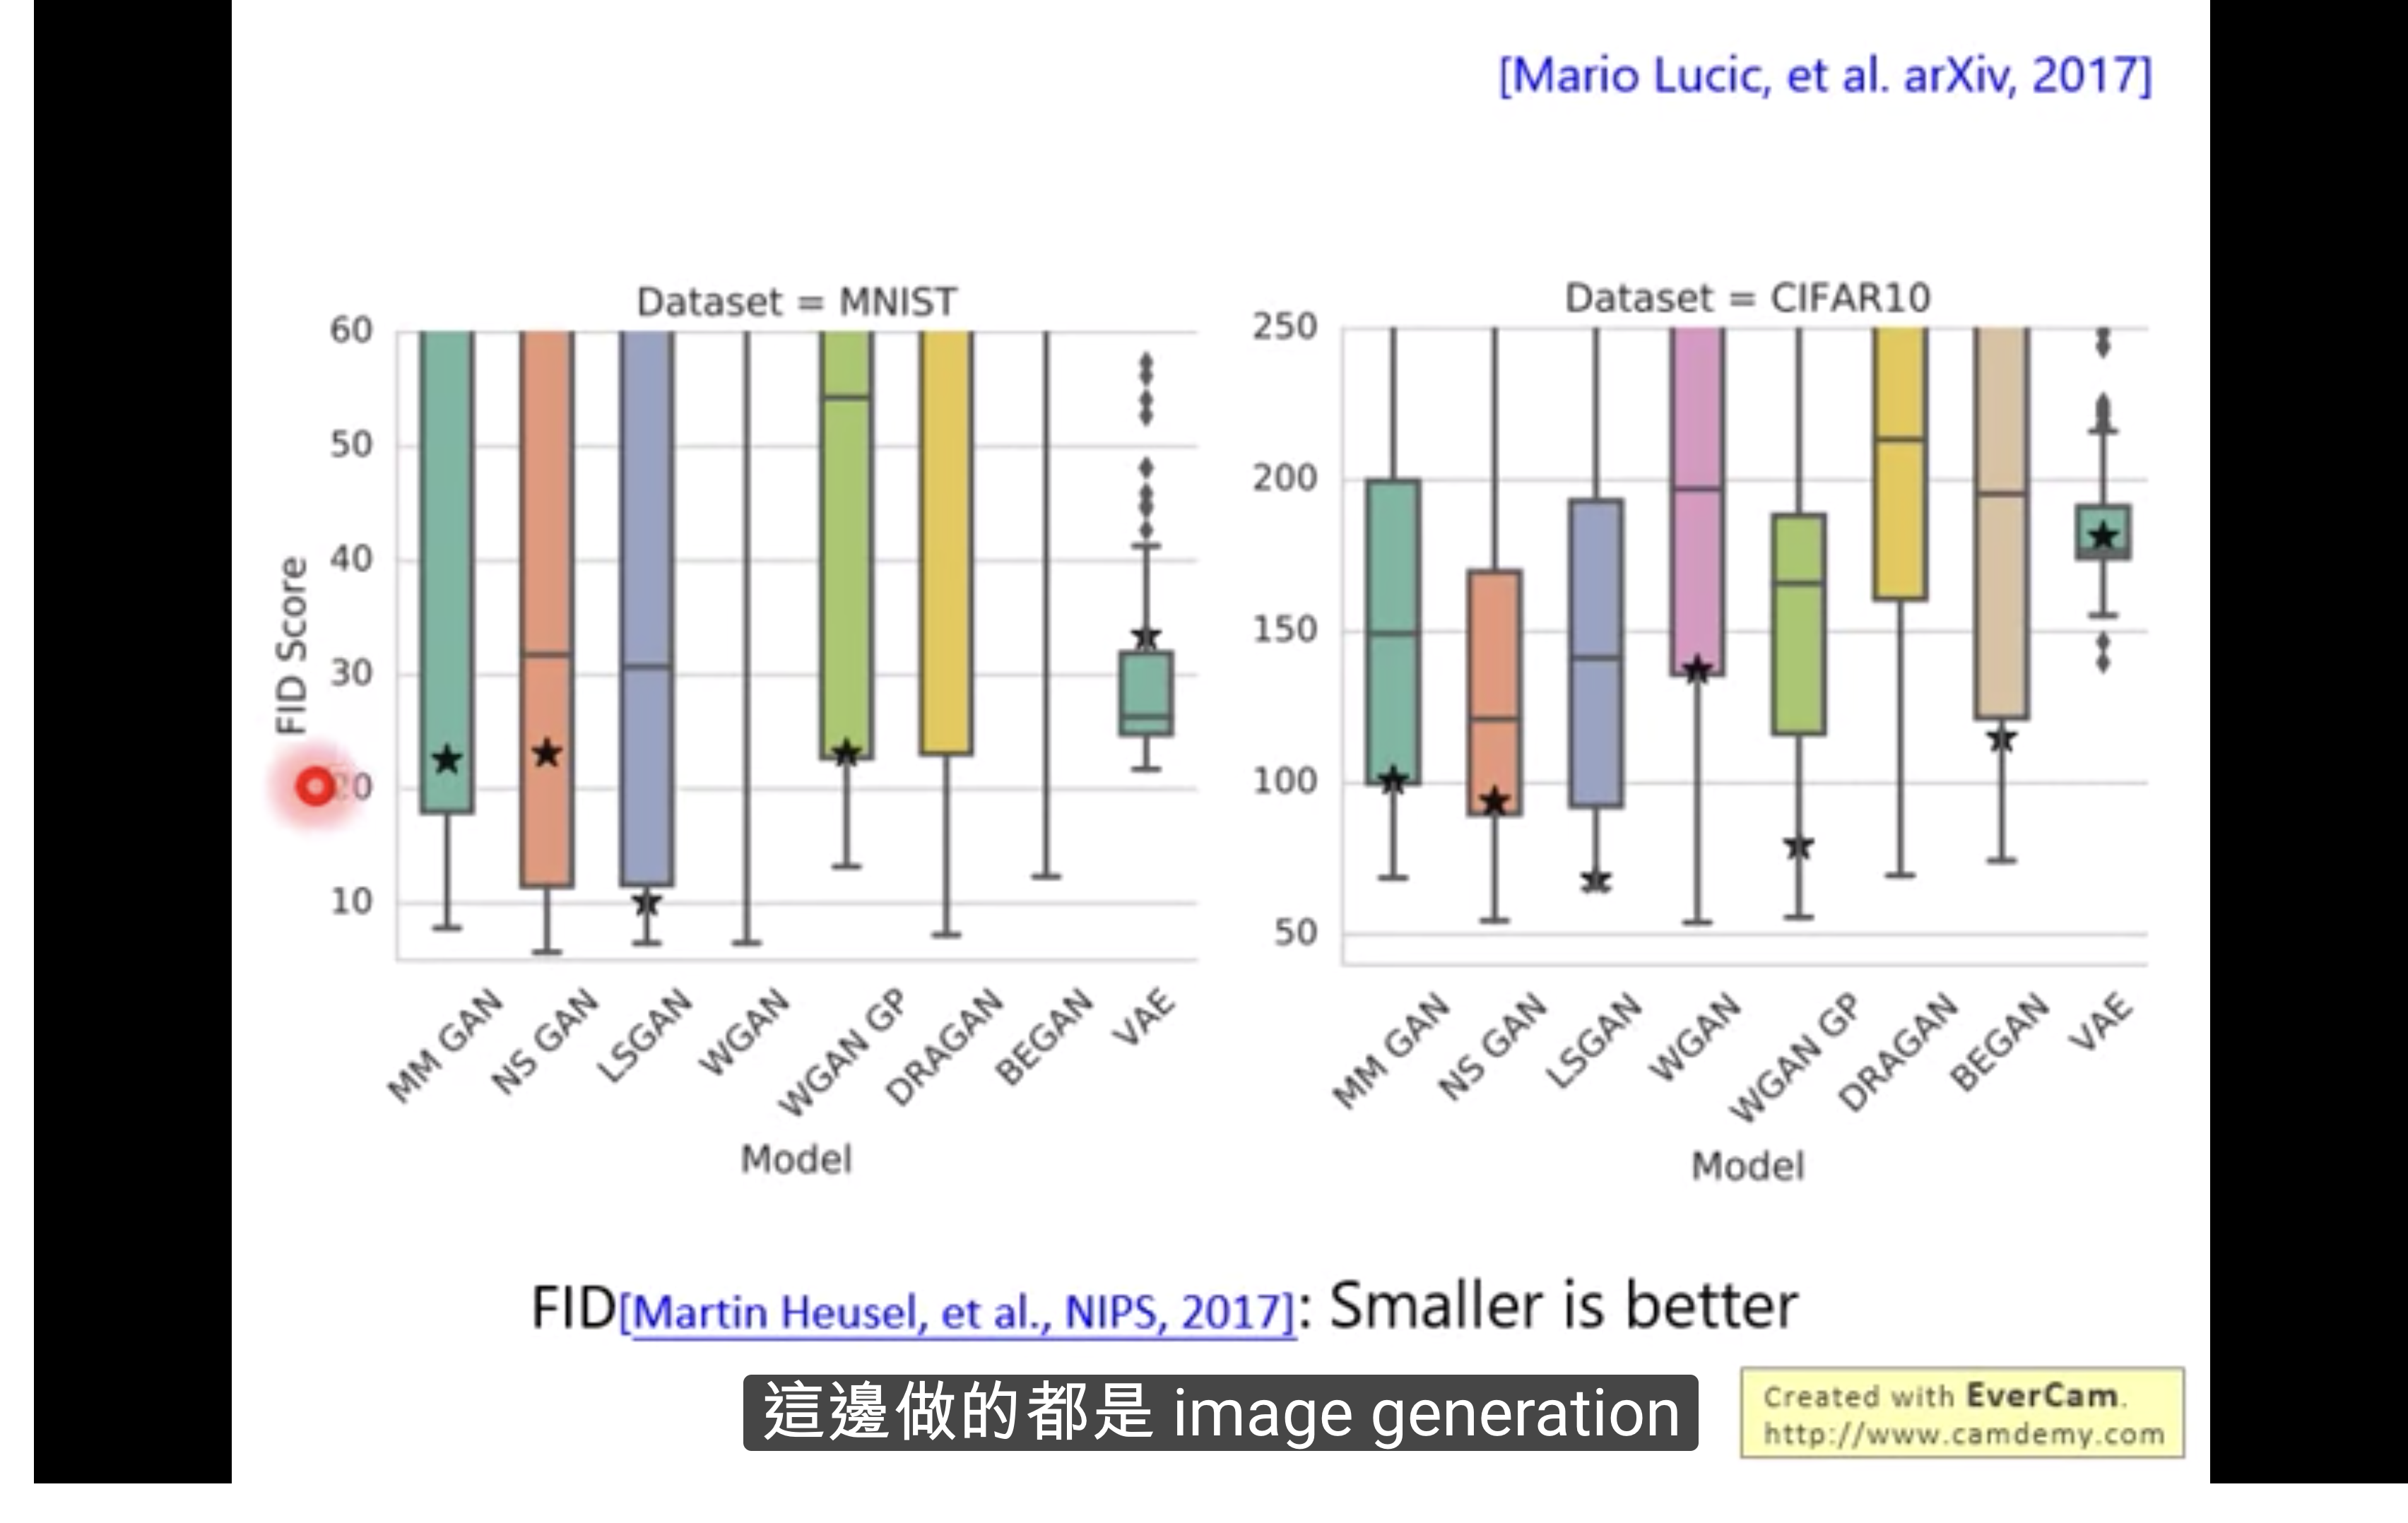 [Mario Lucic, et al. arXiv, 2017]
Dataset = MNIST
60
50
40
30
20
10
FID Score
MM GAN
NS GAN
LSGAN
WGAN
WGAN GP
DRAGAN
BEGAN
VAE
Model
Dataset = CIFAR10
250
200
150
100
50
MM GAN
NS GAN
LSGAN
WGAN
WGAN GP
DRAGAN
BEGAN
VAE
Model
FID[Martin Heusel, et al., NIPS, 2017]: Smaller is better
這邊做的都是 image generation
Created with EverCam.
http://www.camdemy.com